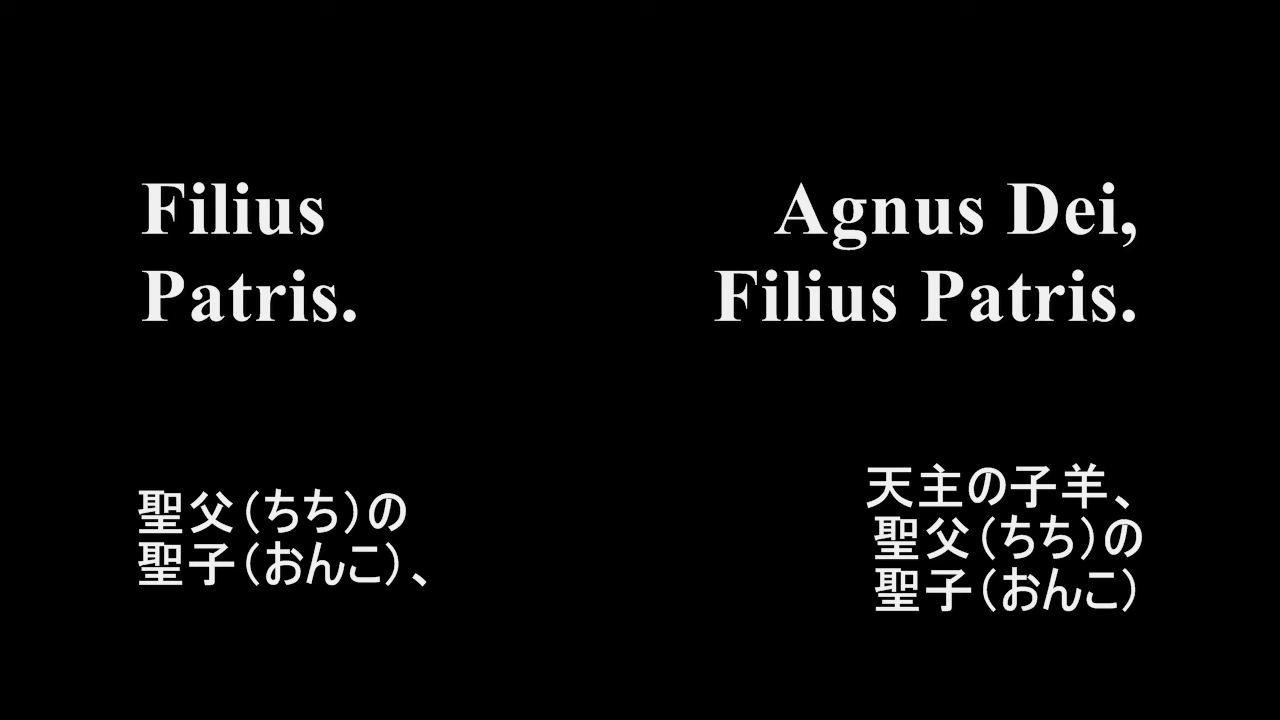 Filius
Patris.
聖父（ちち）の
聖子（おんこ）、
Agnus Dei,
Filius Patris.
天主の子羊、
聖父（ちち）の
聖子（おんこ）